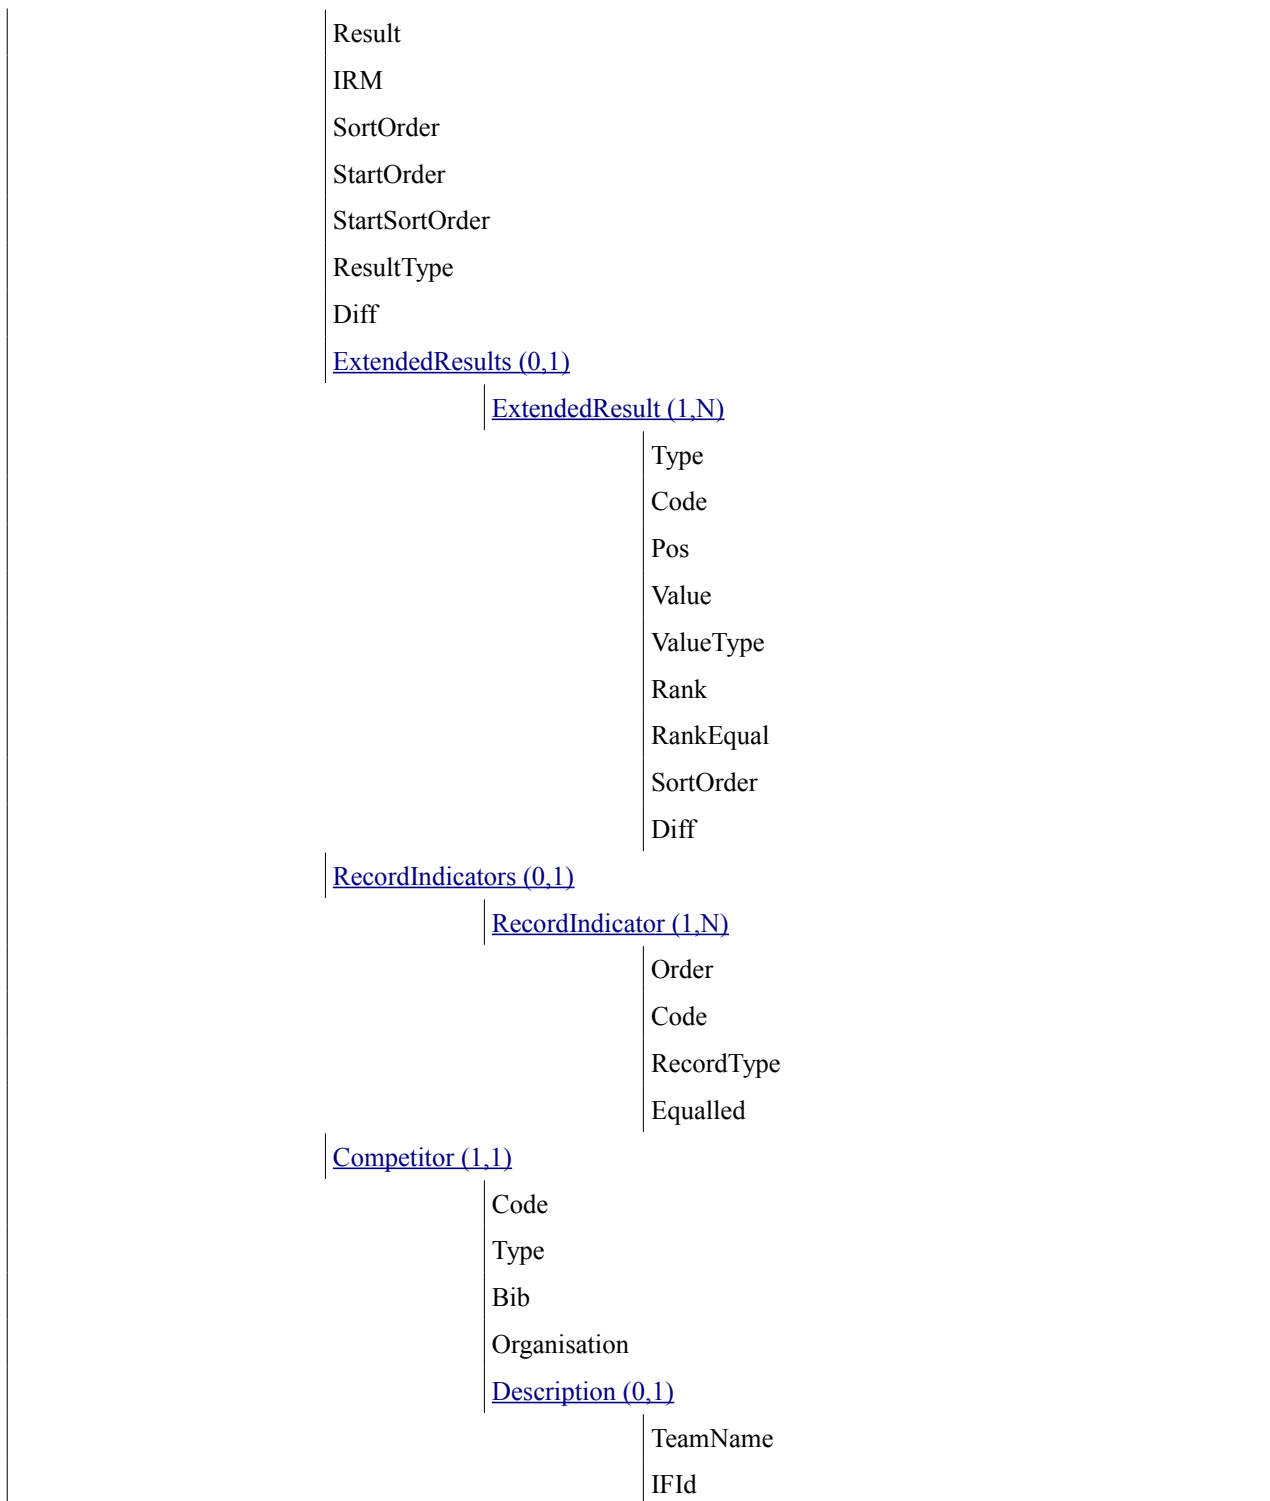 Result
IRM
SortOrder
StartOrder
StartSortOrder
ResultType
Diff
ExtendedResults (0,1)
ExtendedResult (1,N)
Type
Code
Pos
Value
ValueType
Rank
RankEqual
SortOrder
Diff
RecordIndicators (0,1)
RecordIndicator (1,N)
Order
Code
RecordType
Equalled
Competitor (1,1)
Code
Type
Bib
Organisation
Description (0,1)
TeamName
IFId